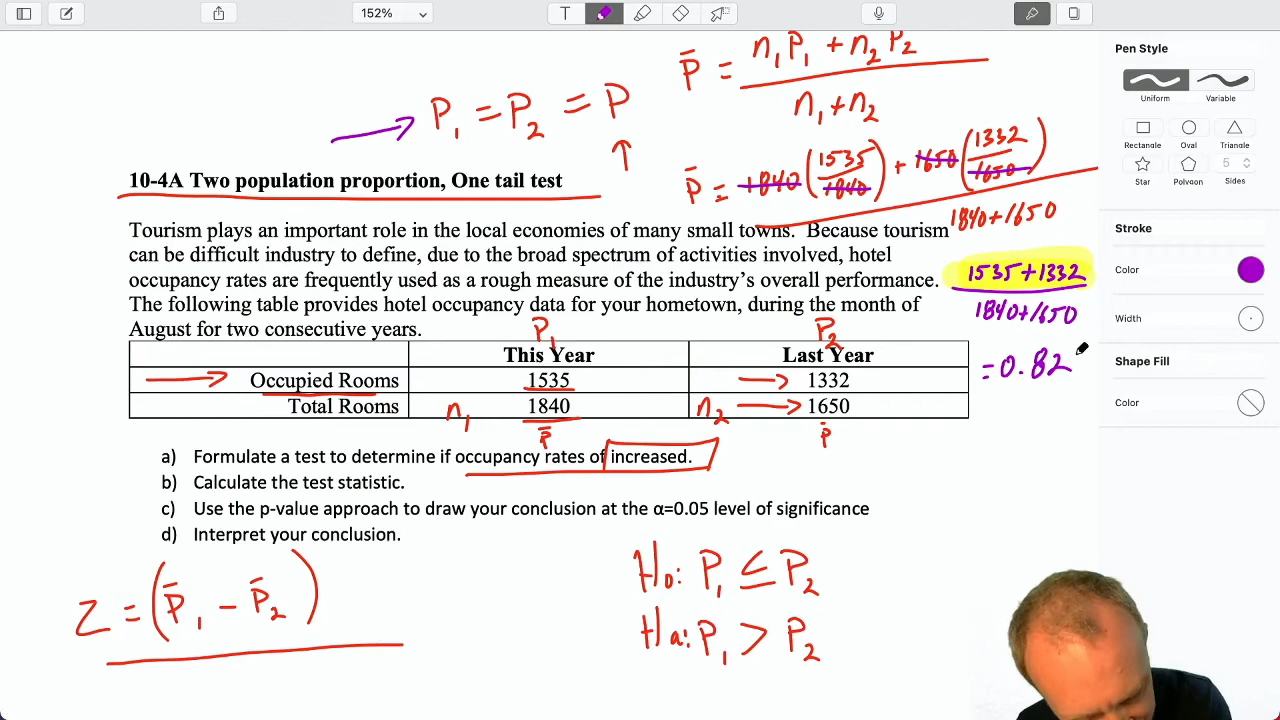 152%
T
Pen Style
Uniform Variable
Rectangle Oval Triangle
Star Polygon Sides
5
Stroke
Color
Width
Shape Fill
Color
P̄ = n₁P₁ + n₂P₂ / n₁+n₂
→ P₁ = P₂ = P
↑
P̄ = 1840 (1535/1840) + 1650 (1332/1650) / 1840+1650
10-4A Two population proportion, One tail test
Tourism plays an important role in the local economies of many small towns. Because tourism
can be difficult industry to define, due to the broad spectrum of activities involved, hotel
occupancy rates are frequently used as a rough measure of the industry's overall performance.
The following table provides hotel occupancy data for your hometown, during the month of
August for two consecutive years.
1535+1332 / 1840+1650
= 0.82
P₁ P₂
This Year Last Year
→ Occupied Rooms 1535 → 1332
Total Rooms n₁ 1840 n₂ → 1650
p̄ p̄
a) Formulate a test to determine if occupancy rates of increased.
b) Calculate the test statistic.
c) Use the p-value approach to draw your conclusion at the α=0.05 level of significance
d) Interpret your conclusion.
Z = (P̄₁ - P̄₂)
Ho: P₁ ≤ P₂
Ha: P₁ > P₂